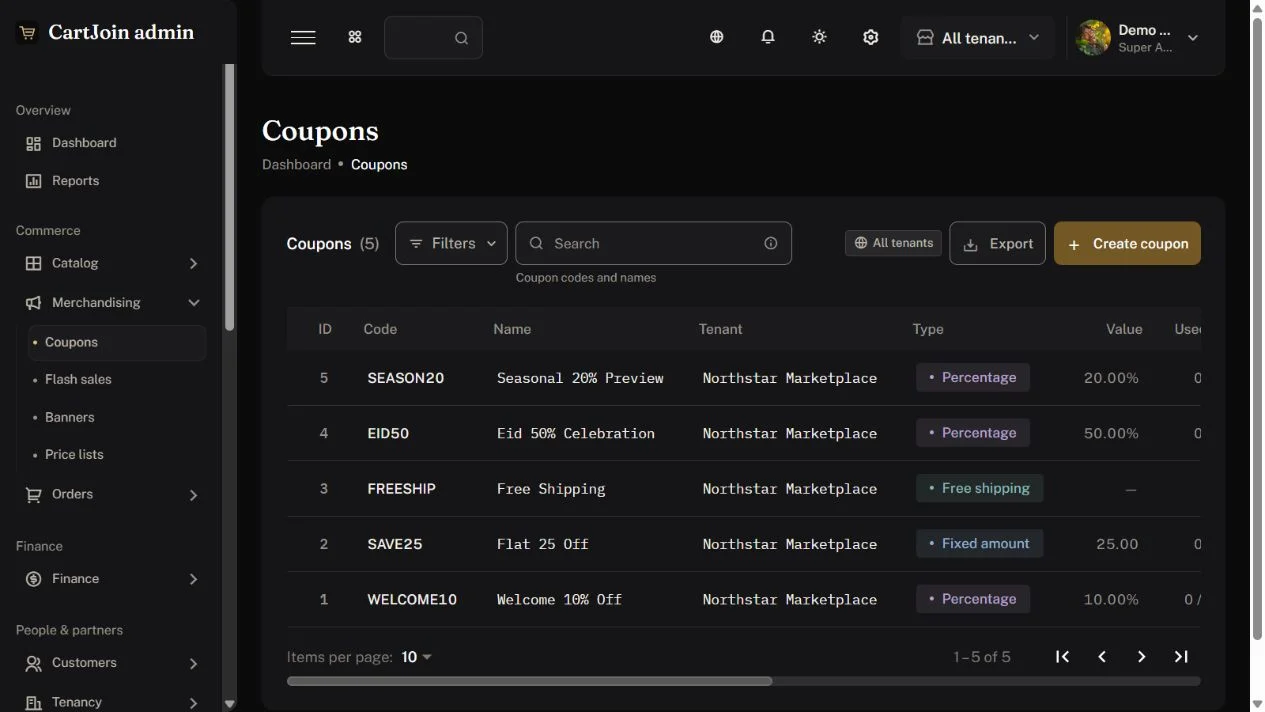 CartJoin admin
All tenan...
Demo ...
Super A...
Overview
Dashboard
Reports
Commerce
Catalog
Merchandising
Coupons
Flash sales
Banners
Price lists
Orders
Finance
Finance
People & partners
Customers
Tenancy
Coupons
Dashboard • Coupons
Coupons (5)
Filters
Search
All tenants
Export
+ Create coupon
Coupon codes and names
ID Code Name Tenant Type Value Used
5 SEASON20 Seasonal 20% Preview Northstar Marketplace • Percentage 20.00% 0
4 EID50 Eid 50% Celebration Northstar Marketplace • Percentage 50.00% 0
3 FREESHIP Free Shipping Northstar Marketplace • Free shipping —
2 SAVE25 Flat 25 Off Northstar Marketplace • Fixed amount 25.00 0
1 WELCOME10 Welcome 10% Off Northstar Marketplace • Percentage 10.00% 0 /
Items per page: 10
1–5 of 5